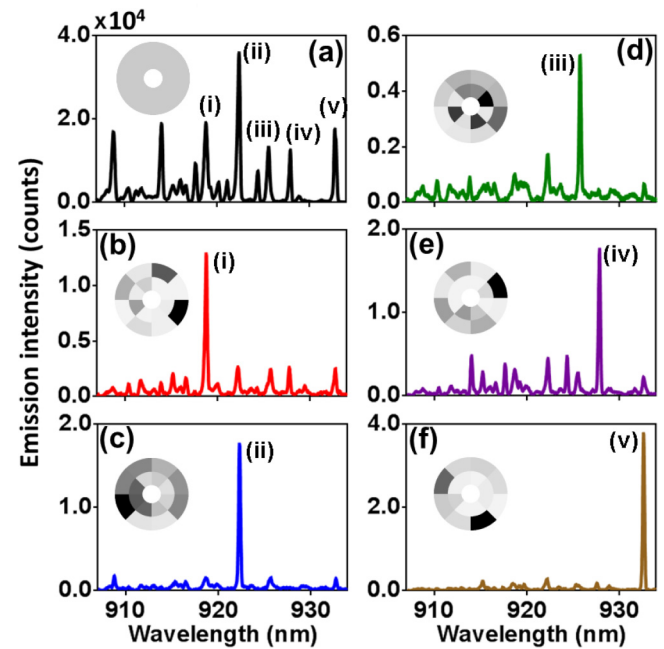 x10⁴
4.0
2.0
0.0
(a)
(i)
(ii)
(iii)
(iv)
(v)
0.6
0.4
0.2
0.0
(d)
(iii)
1.5
1.0
0.5
0.0
(b)
(i)
2.0
1.0
0.0
(e)
(iv)
2.0
1.0
0.0
(c)
(ii)
4.0
2.0
0.0
(f)
(v)
910 920 930
910 920 930
Wavelength (nm)
Wavelength (nm)
Emission intensity (counts)